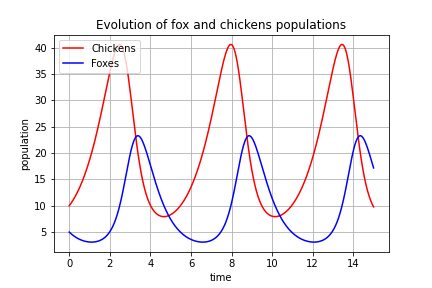 Evolution of fox and chickens populations
Chickens
Foxes
population
40
35
30
25
20
15
10
5
0 2 4 6 8 10 12 14
time